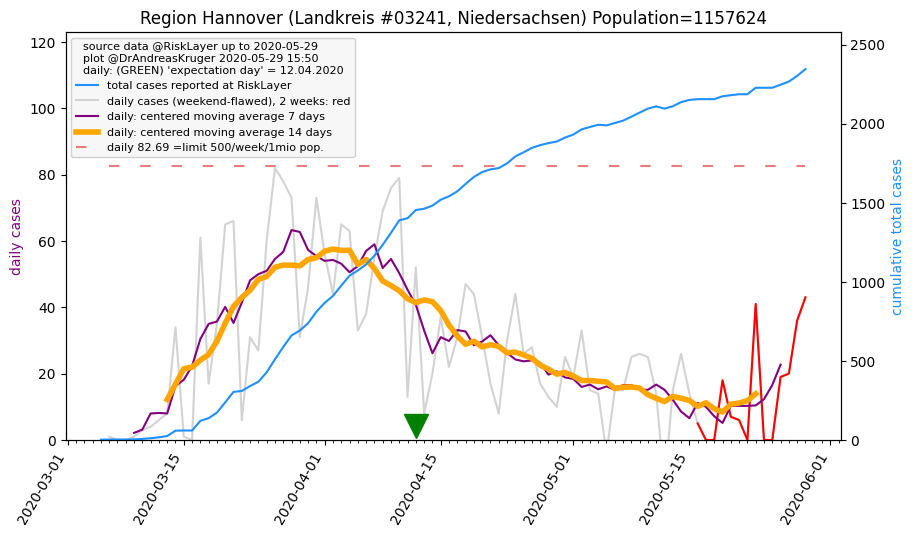 Region Hannover (Landkreis #03241, Niedersachsen) Population=1157624
source data @RiskLayer up to 2020-05-29
plot @DrAndreasKruger 2020-05-29 15:50
daily: (GREEN) 'expectation day' = 12.04.2020
total cases reported at RiskLayer
daily cases (weekend-flawed), 2 weeks: red
daily: centered moving average 7 days
daily: centered moving average 14 days
daily 82.69 =limit 500/week/1mio pop.
daily cases
120
100
80
60
40
20
0
2500
2000
1500
1000
500
0
cumulative total cases
2020-03-01
2020-03-15
2020-04-01
2020-04-15
2020-05-01
2020-05-15
2020-06-01